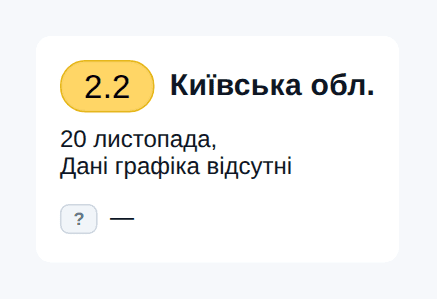 2.2 Київська обл.
20 листопада,
Дані графіка відсутні
? —